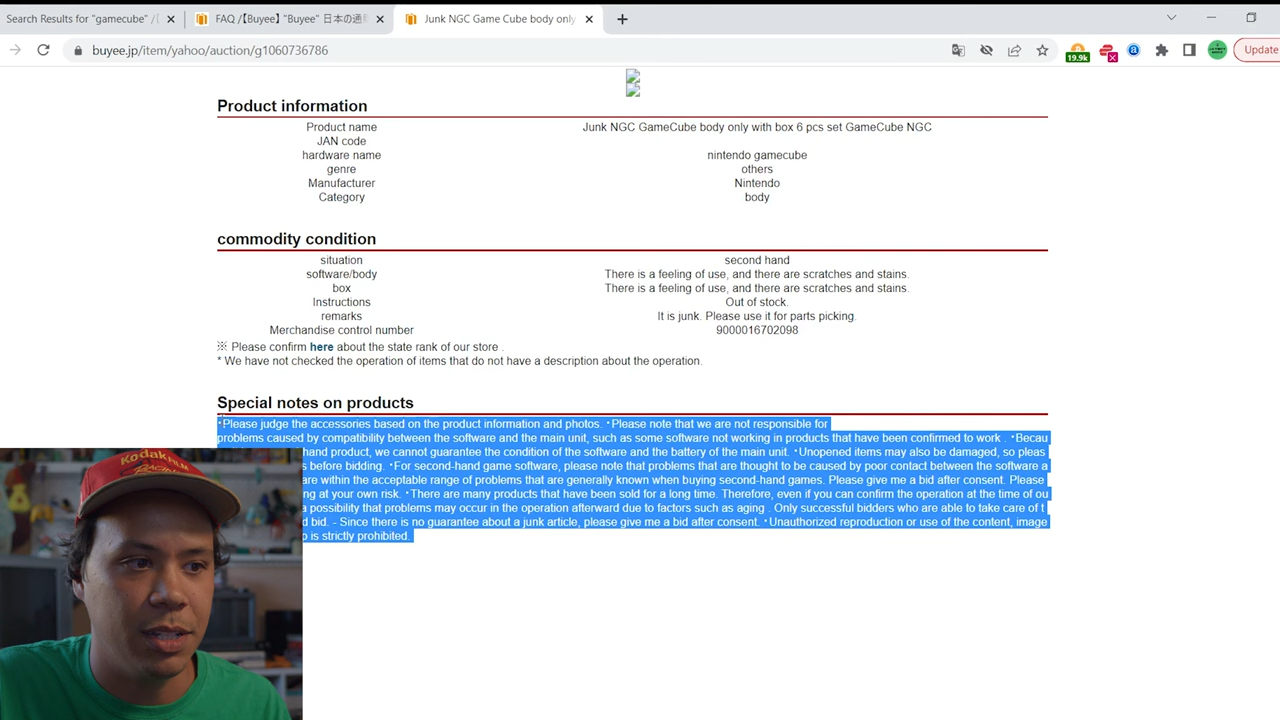 Search Results for "gamecube" /
FAQ /【Buyee】 "Buyee" 日本の通
Junk NGC Game Cube body only
buyee.jp/item/yahoo/auction/g1060736786
19.9k
Update
Product information
Product name Junk NGC GameCube body only with box 6 pcs set GameCube NGC
JAN code
hardware name nintendo gamecube
genre others
Manufacturer Nintendo
Category body
commodity condition
situation second hand
software/body There is a feeling of use, and there are scratches and stains.
box There is a feeling of use, and there are scratches and stains.
Instructions Out of stock.
remarks It is junk. Please use it for parts picking.
Merchandise control number 9000016702098
※ Please confirm here about the state rank of our store .
* We have not checked the operation of items that do not have a description about the operation.
Special notes on products
・Please judge the accessories based on the product information and photos. ・Please note that we are not responsible for
problems caused by compatibility between the software and the main unit, such as some software not working in products that have been confirmed to work . ・Becau
hand product, we cannot guarantee the condition of the software and the battery of the main unit. ・Unopened items may also be damaged, so pleas
s before bidding. ・For second-hand game software, please note that problems that are thought to be caused by poor contact between the software a
are within the acceptable range of problems that are generally known when buying second-hand games. Please give me a bid after consent. Please
ng at your own risk. ・There are many products that have been sold for a long time. Therefore, even if you can confirm the operation at the time of ou
a possibility that problems may occur in the operation afterward due to factors such as aging . Only successful bidders who are able to take care of t
d bid. - Since there is no guarantee about a junk article, please give me a bid after consent. ・Unauthorized reproduction or use of the content, image
o is strictly prohibited.
Kodak FILM
RACING